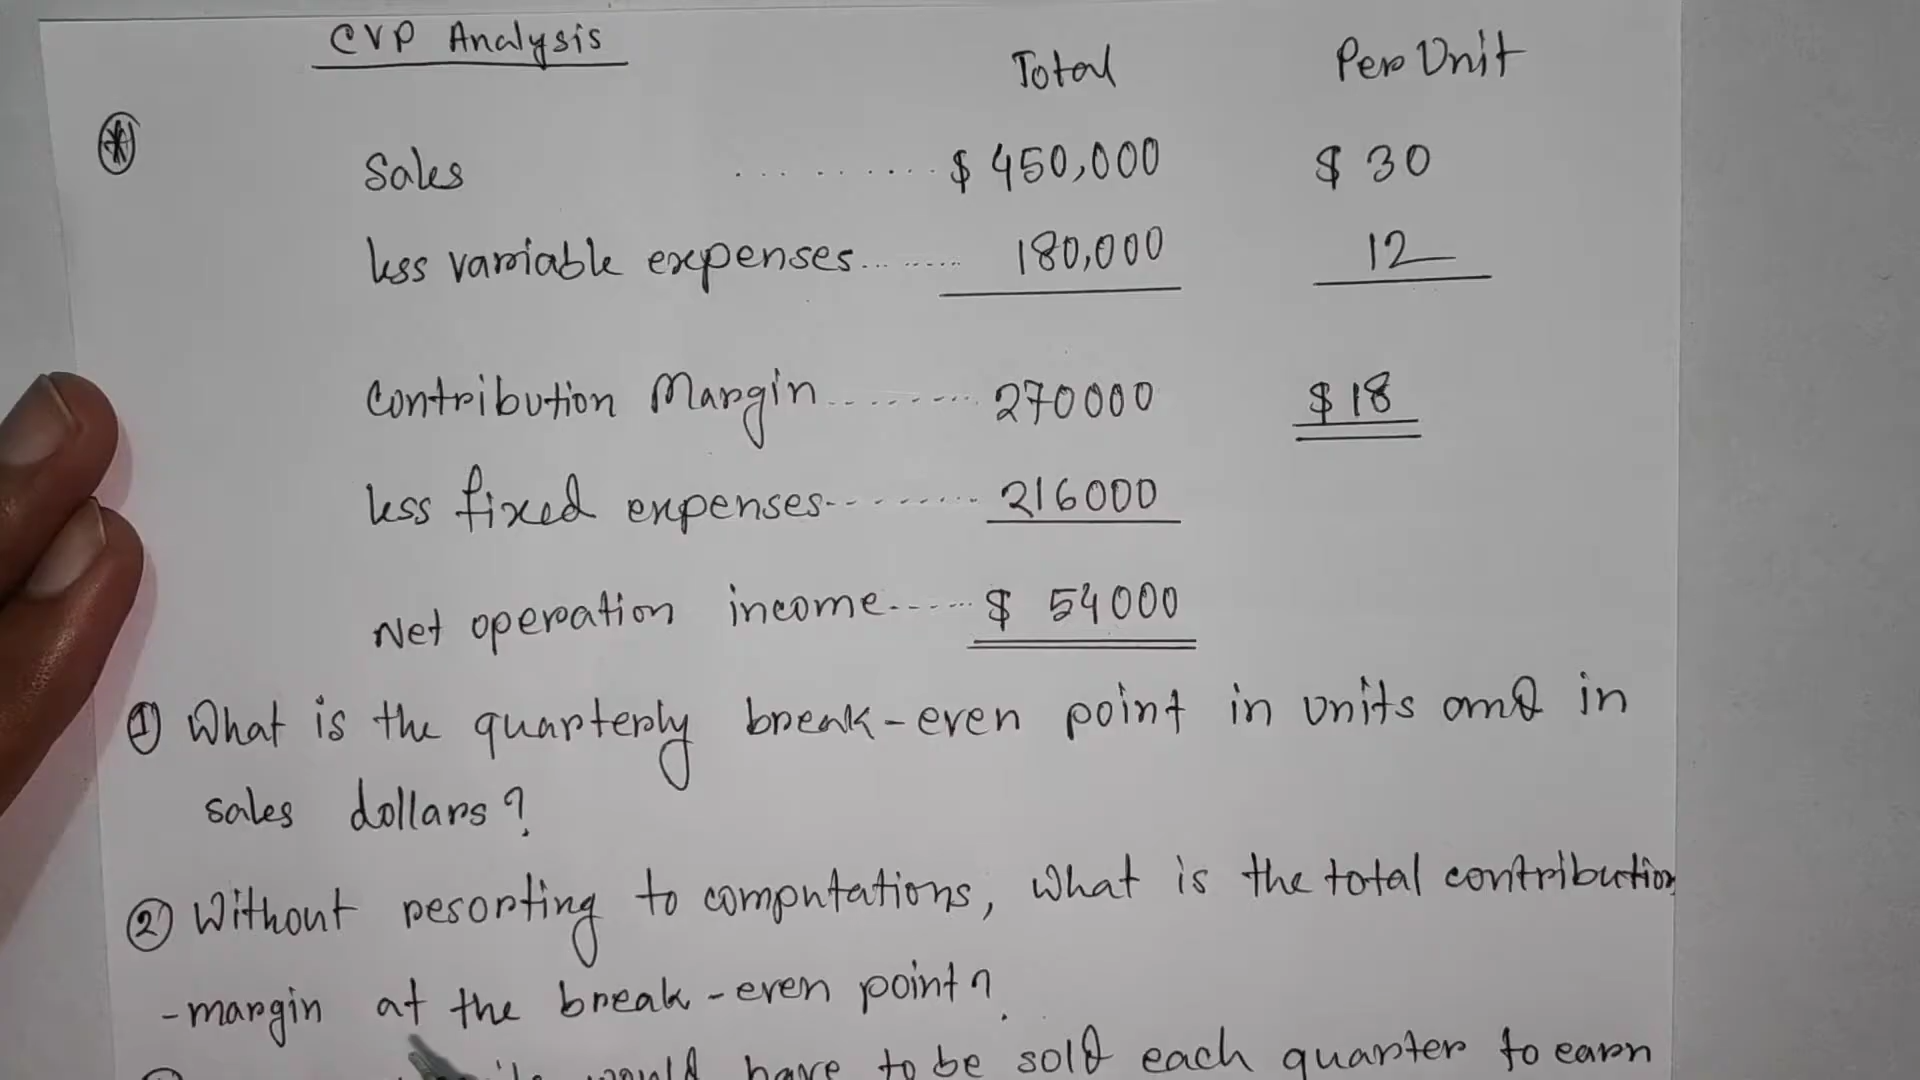 CVP Analysis
Total Per Unit
Sales .......... $ 450,000 $ 30
less variable expenses.......... 180,000 12
Contribution Margin.......... 270000 $ 18
less fixed expenses.......... 216000
Net operation income....... $ 54000
① What is the quarterly break-even point in units and in
sales dollars?
② Without resorting to computations, what is the total contribution
-margin at the break-even point?
would have to be sold each quarter to earn